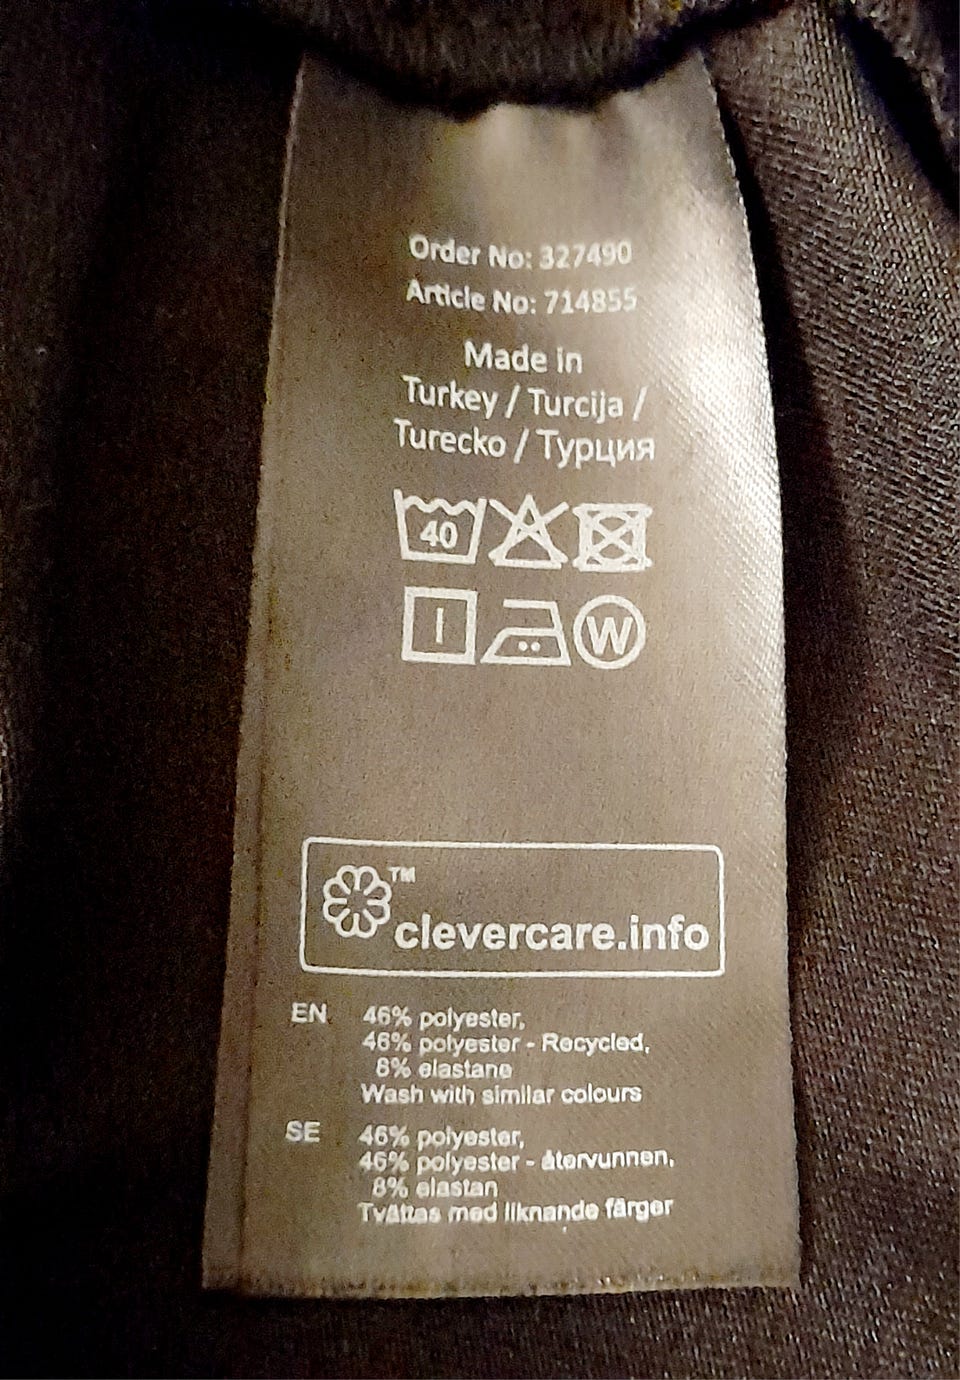 Order No: 327490
Article No: 714855
Made in
Turkey / Turcija /
Turecko / Турция
40
W
TM
clevercare.info
EN 46% polyester,
46% polyester - Recycled,
8% elastane
Wash with similar colours
SE 46% polyester,
46% polyester - återvunnen,
8% elastan
Tvättas med liknande färger